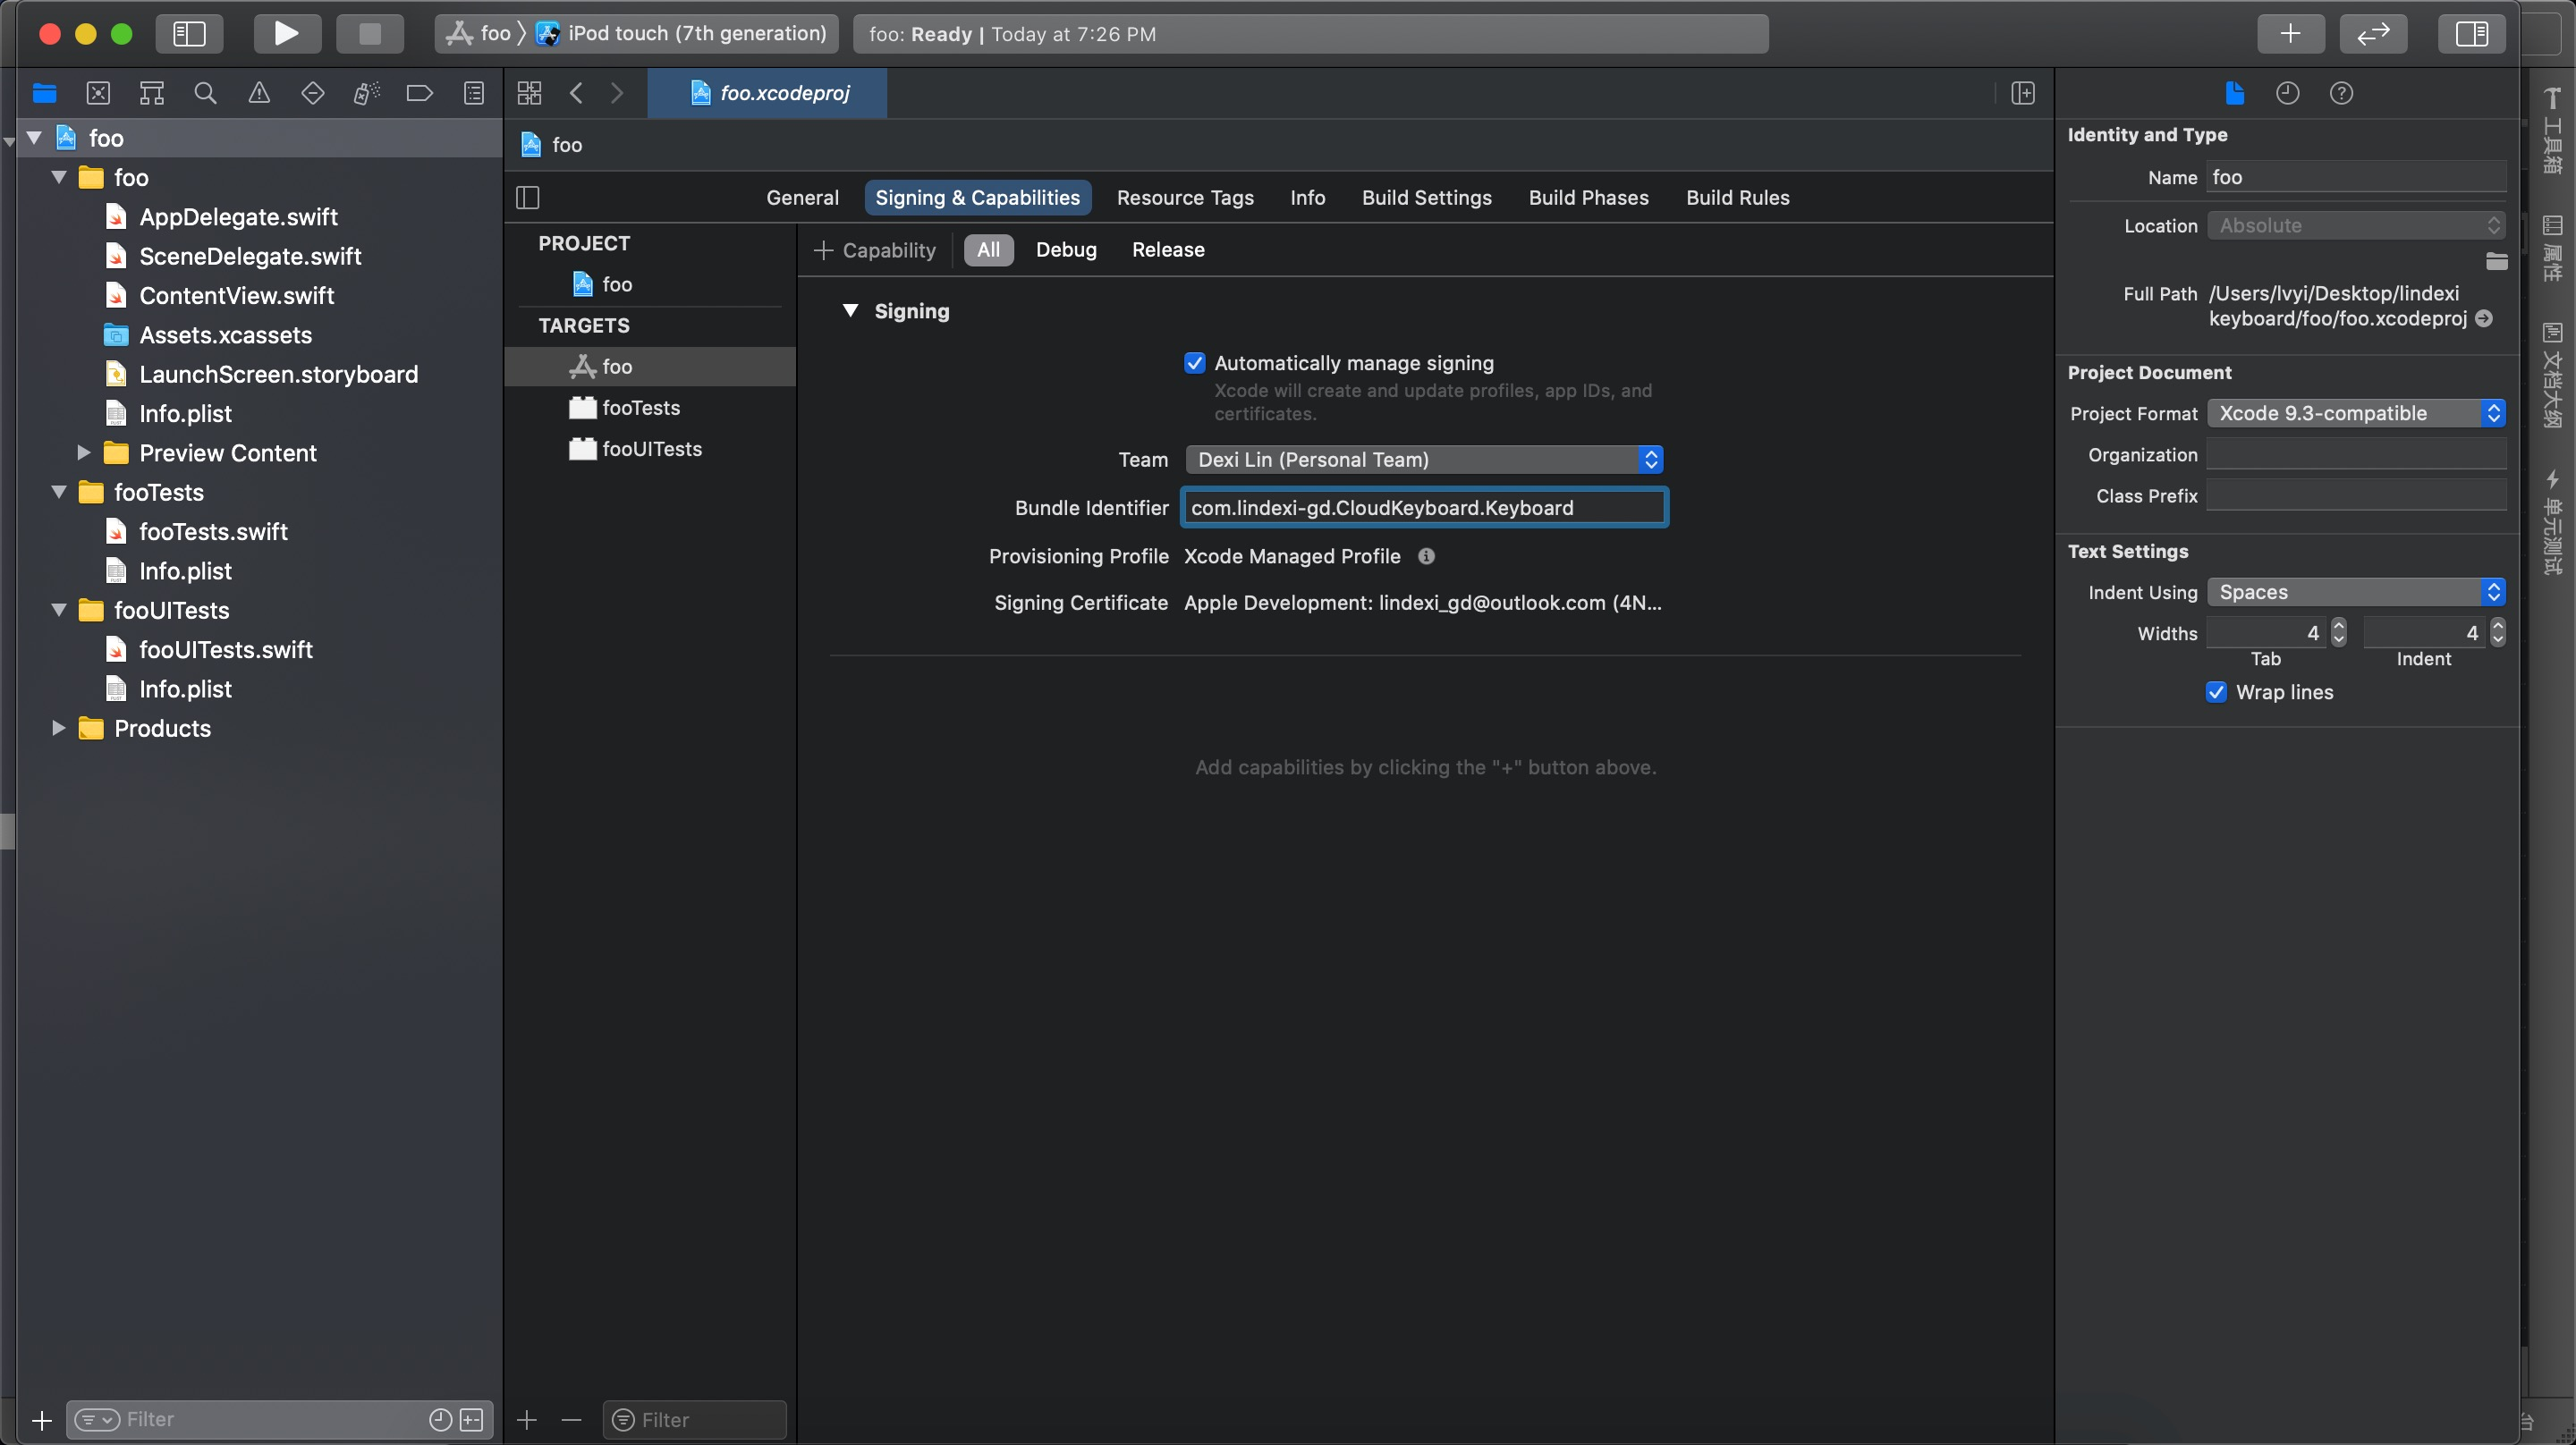 foo 〉 iPod touch (7th generation)
foo: Ready | Today at 7:26 PM
foo
foo
AppDelegate.swift
SceneDelegate.swift
ContentView.swift
Assets.xcassets
LaunchScreen.storyboard
Info.plist
Preview Content
fooTests
fooTests.swift
Info.plist
fooUITests
fooUITests.swift
Info.plist
Products
Filter
foo.xcodeproj
foo
General Signing & Capabilities Resource Tags Info Build Settings Build Phases Build Rules
PROJECT
foo
TARGETS
foo
fooTests
fooUITests
Filter
+ Capability All Debug Release
Signing
Automatically manage signing
Xcode will create and update profiles, app IDs, and
certificates.
Team Dexi Lin (Personal Team)
Bundle Identifier com.lindexi-gd.CloudKeyboard.Keyboard
Provisioning Profile Xcode Managed Profile
Signing Certificate Apple Development: lindexi_gd@outlook.com (4N...
Add capabilities by clicking the "+" button above.
Identity and Type
Name foo
Location Absolute
Full Path /Users/lvyi/Desktop/lindexi
keyboard/foo/foo.xcodeproj
Project Document
Project Format Xcode 9.3-compatible
Organization
Class Prefix
Text Settings
Indent Using Spaces
Widths 4 4
Tab Indent
Wrap lines
工具箱
属性
文档大纲
单元测试
台